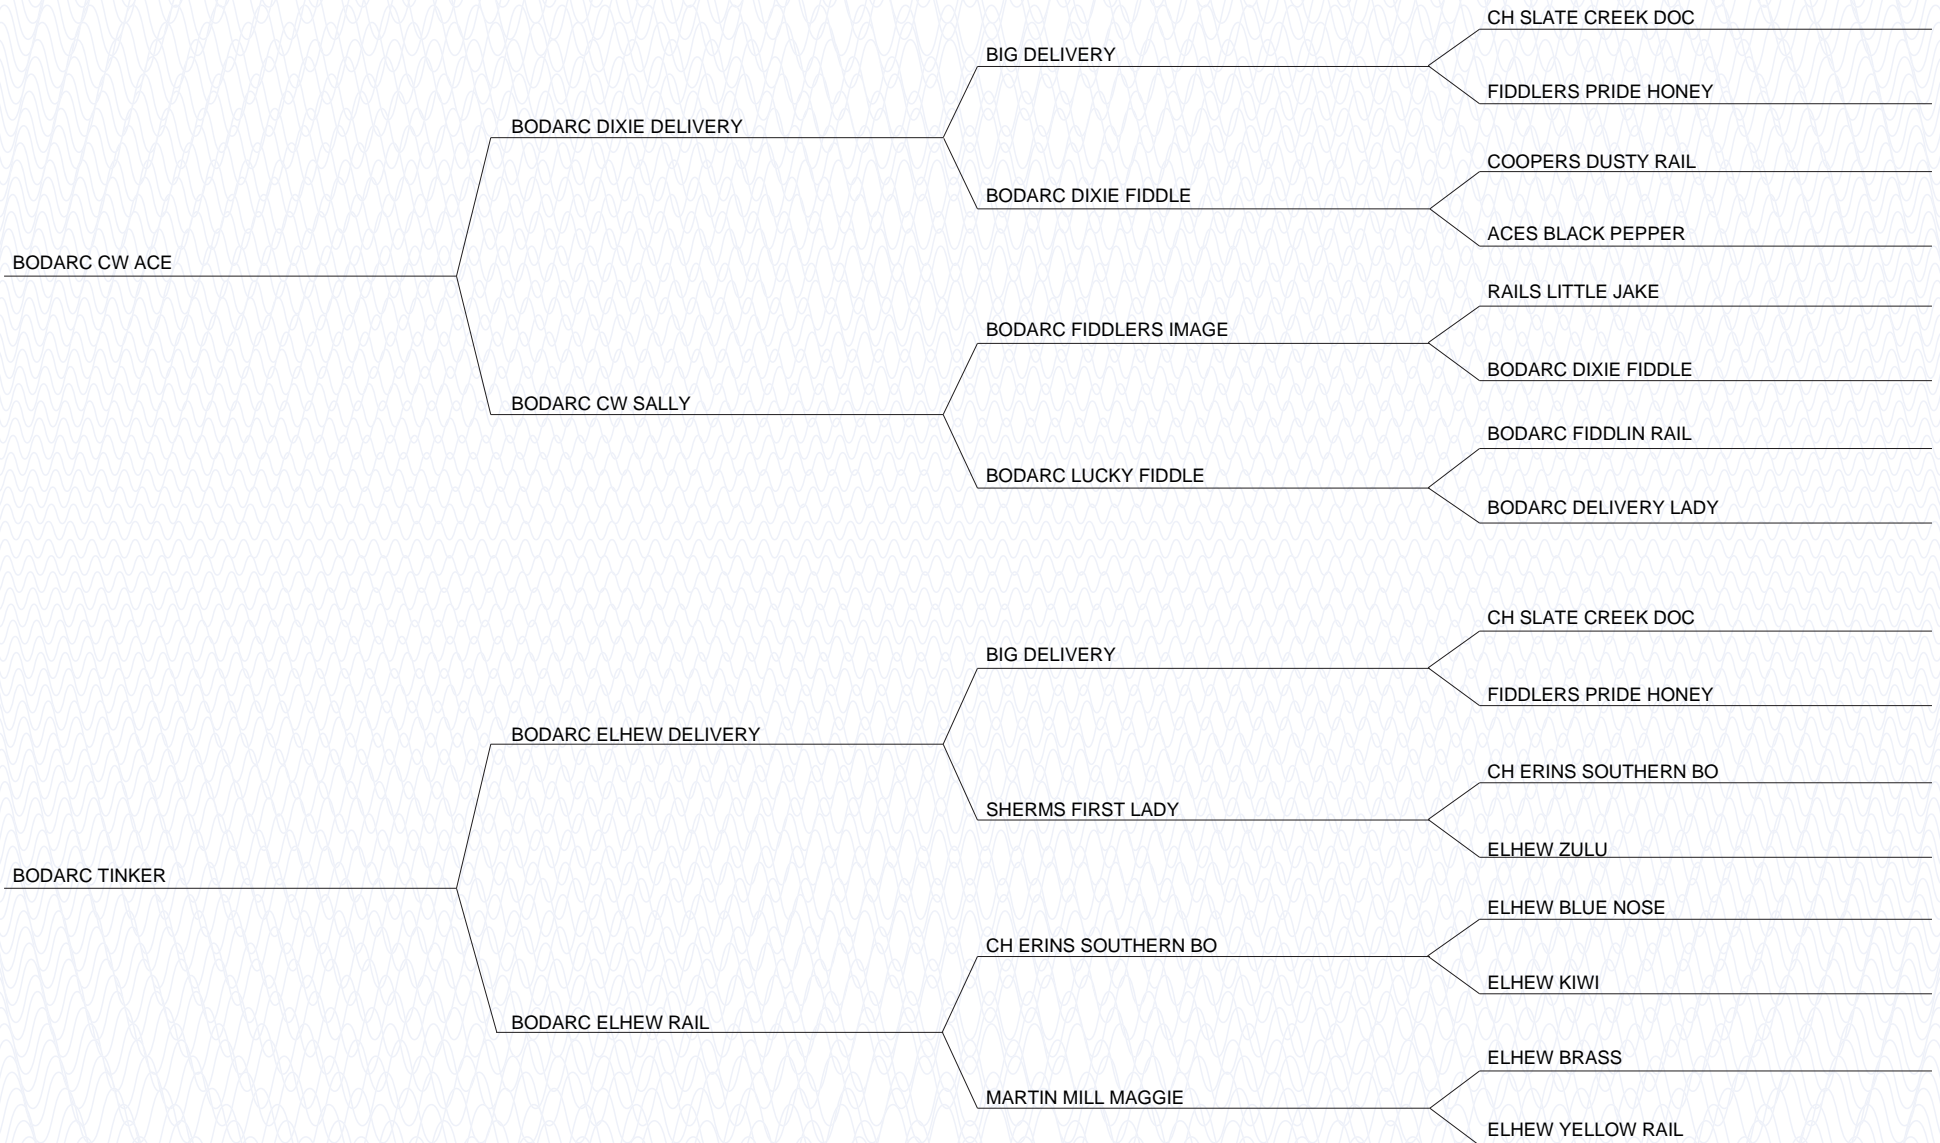 CH SLATE CREEK DOC
BIG DELIVERY
FIDDLERS PRIDE HONEY
BODARC DIXIE DELIVERY
COOPERS DUSTY RAIL
BODARC DIXIE FIDDLE
ACES BLACK PEPPER
BODARC CW ACE
RAILS LITTLE JAKE
BODARC FIDDLERS IMAGE
BODARC DIXIE FIDDLE
BODARC CW SALLY
BODARC FIDDLIN RAIL
BODARC LUCKY FIDDLE
BODARC DELIVERY LADY
CH SLATE CREEK DOC
BIG DELIVERY
FIDDLERS PRIDE HONEY
BODARC ELHEW DELIVERY
CH ERINS SOUTHERN BO
SHERMS FIRST LADY
ELHEW ZULU
BODARC TINKER
ELHEW BLUE NOSE
CH ERINS SOUTHERN BO
ELHEW KIWI
BODARC ELHEW RAIL
ELHEW BRASS
MARTIN MILL MAGGIE
ELHEW YELLOW RAIL